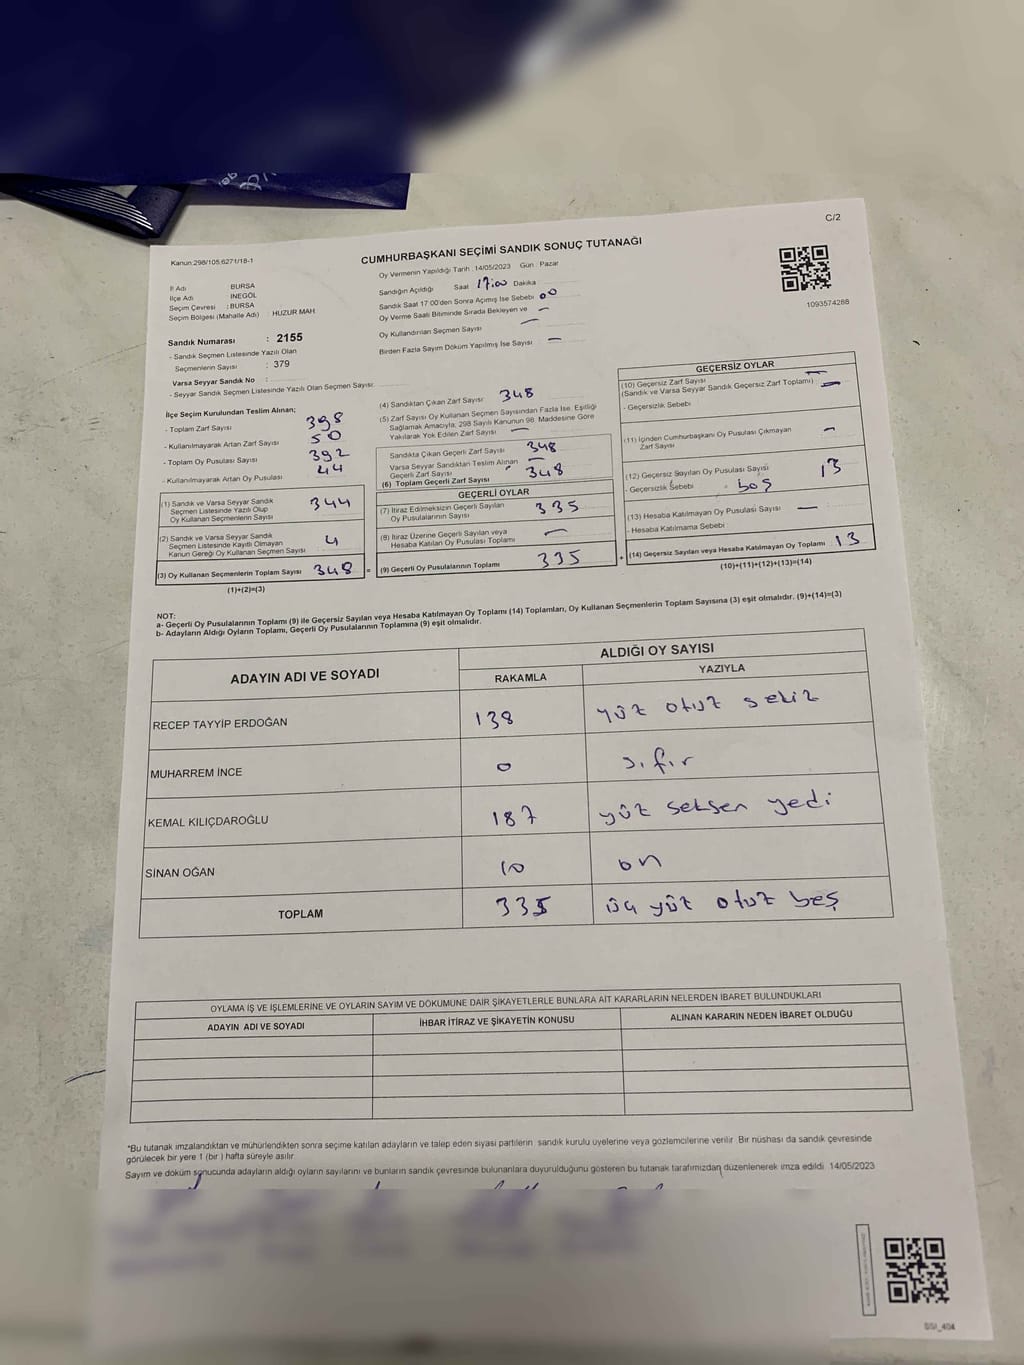 C/2
Kanun:298/105,6271/18-1
CUMHURBAŞKANI SEÇİMİ SANDIK SONUÇ TUTANAĞI
1093574288
İl Adı : BURSA
İlçe Adı : İNEGÖL
Seçim Çevresi : BURSA
Seçim Bölgesi (Mahalle Adı) : HUZUR MAH
Sandık Numarası : 2155
- Sandık Seçmen Listesinde Yazılı Olan
Seçmenlerin Sayısı : 379
Varsa Seyyar Sandık No :
- Seyyar Sandık Seçmen Listesinde Yazılı Olan Seçmen Sayısı:
Oy Vermenin Yapıldığı Tarih : 14/05/2023 Gün : Pazar
Sandığın Açıldığı Saat 17:00 Dakika 00
Sandık Saat 17:00'den Sonra Açımış İse Sebebi —
Oy Verme Saati Bitiminde Sırada Bekleyen ve
Oy Kullandırılan Seçmen Sayısı —
Birden Fazla Sayım Döküm Yapılmış İse Sayısı —
İlçe Seçim Kurulundan Teslim Alınan;
- Toplam Zarf Sayısı 398
- Kullanılmayarak Artan Zarf Sayısı 50
- Toplam Oy Pusulası Sayısı 392
- Kullanılmayarak Artan Oy Pusulası 44
(1) Sandık ve Varsa Seyyar Sandık
Seçmen Listesinde Yazılı Olup
Oy Kullanan Seçmenlerin Sayısı 344
(2) Sandık ve Varsa Seyyar Sandık
Seçmen Listesinde Kayıtlı Olmayan
Kanun Gereği Oy Kullanan Seçmen Sayısı 4
(3) Oy Kullanan Seçmenlerin Toplam Sayısı 348 =
(1)+(2)=(3)
(4) Sandıktan Çıkan Zarf Sayısı 348
(5) Zarf Sayısı Oy Kullanan Seçmen Sayısından Fazla İse, Eşitliği
Sağlamak Amacıyla; 298 Sayılı Kanunun 98. Maddesine Göre
Yakılarak Yok Edilen Zarf Sayısı —
Sandıkta Çıkan Geçerli Zarf Sayısı 348
Varsa Seyyar Sandıktan Teslim Alınan
Geçerli Zarf Sayısı —
(6) Toplam Geçerli Zarf Sayısı 348
GEÇERLİ OYLAR
(7) İtiraz Edilmeksizin Geçerli Sayılan
Oy Pusulalarının Sayısı 335
(8) İtiraz Üzerine Geçerli Sayılan veya
Hesaba Katılan Oy Pusulası Toplamı —
(9) Geçerli Oy Pusulalarının Toplamı 335 +
GEÇERSİZ OYLAR
(10) Geçersiz Zarf Sayısı —
(Sandık ve Varsa Seyyar Sandık Geçersiz Zarf Toplamı) —
- Geçersizlik Sebebi
(11) İçinden Cumhurbaşkanı Oy Pusulası Çıkmayan
Zarf Sayısı —
(12) Geçersiz Sayılan Oy Pusulası Sayısı 13
- Geçersizlik Sebebi boş
(13) Hesaba Katılmayan Oy Pusulası Sayısı —
- Hesaba Katılmama Sebebi
(14) Geçersiz Sayılan veya Hesaba Katılmayan Oy Toplamı 13
(10)+(11)+(12)+(13)=(14)
NOT:
a- Geçerli Oy Pusulalarının Toplamı (9) ile Geçersiz Sayılan veya Hesaba Katılmayan Oy Toplamı (14) Toplamları, Oy Kullanan Seçmenlerin Toplam Sayısına (3) eşit olmalıdır. (9)+(14)=(3)
b- Adayların Aldığı Oyların Toplamı, Geçerli Oy Pusulalarının Toplamına (9) eşit olmalıdır.
ADAYIN ADI VE SOYADI
ALDIĞI OY SAYISI
RAKAMLA YAZIYLA
RECEP TAYYİP ERDOĞAN 138 yüz otuz sekiz
MUHARREM İNCE 0 sıfır
KEMAL KILIÇDAROĞLU 187 yüz seksen yedi
SİNAN OĞAN 10 on
TOPLAM 335 üç yüz otuz beş
OYLAMA İŞ VE İŞLEMLERİNE VE OYLARIN SAYIM VE DÖKÜMÜNE DAİR ŞİKAYETLERLE BUNLARA AİT KARARLARIN NELERDEN İBARET BULUNDUKLARI
ADAYIN ADI VE SOYADI İHBAR İTİRAZ VE ŞİKAYETİN KONUSU ALINAN KARARIN NEDEN İBARET OLDUĞU
*Bu tutanak imzalandıktan ve mühürlendikten sonra seçime katılan adayların ve talep eden siyasi partilerin sandık kurulu üyelerine veya gözlemcilerine verilir. Bir nüshası da sandık çevresinde
görülecek bir yere 1 (bir ) hafta süreyle asılır.
Sayım ve döküm sonucunda adayların aldığı oyların sayılarını ve bunların sandık çevresinde bulunanlara duyurulduğunu gösteren bu tutanak tarafımızdan düzenlenerek imza edildi. 14/05/2023
SSI_404